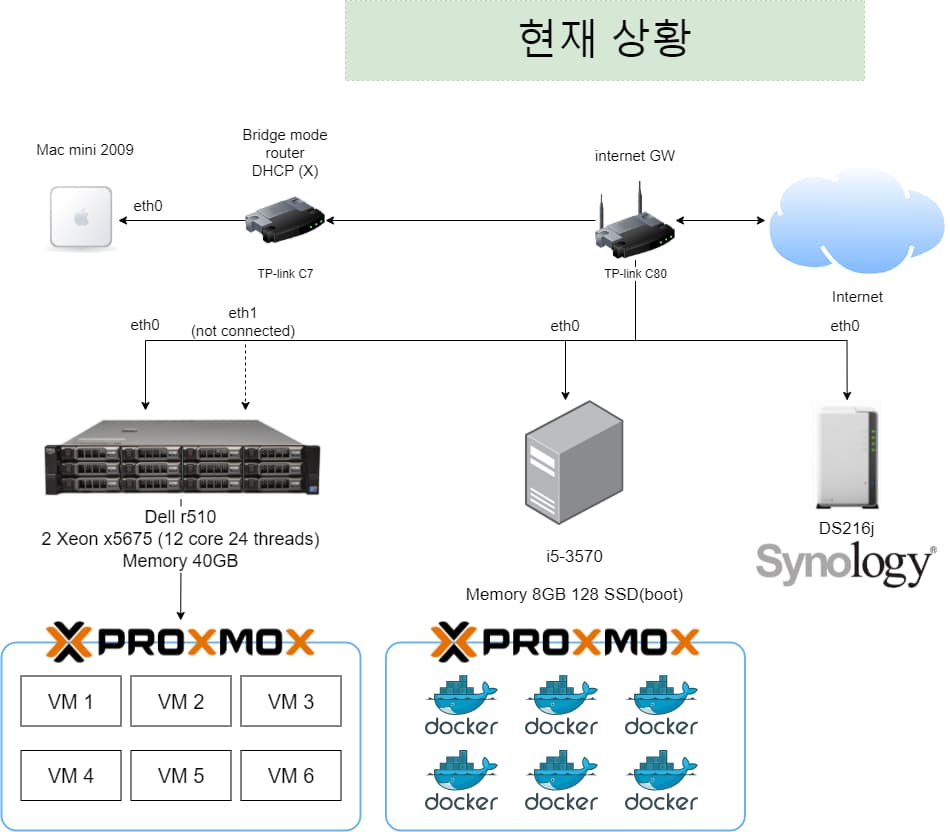 현재 상황
Mac mini 2009
Bridge mode
router
DHCP (X)
internet GW
eth0
TP-link C7
TP-link C80
Internet
eth0
eth1
(not connected)
eth0
eth0
Dell r510
2 Xeon x5675 (12 core 24 threads)
Memory 40GB
i5-3570
Memory 8GB 128 SSD(boot)
DS216j
Synology®
PROXMOX
PROXMOX
VM 1
VM 2
VM 3
VM 4
VM 5
VM 6
docker
docker
docker
docker
docker
docker